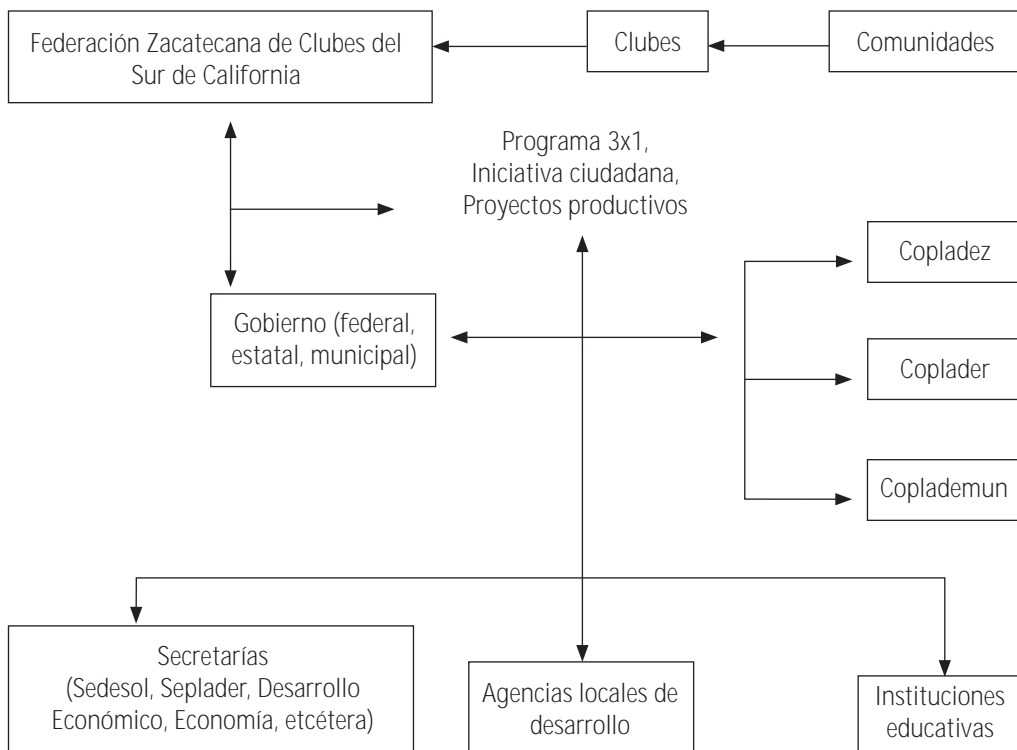 Federación Zacatecana de Clubes del
Sur de California
Clubes
Comunidades
Programa 3x1,
Iniciativa ciudadana,
Proyectos productivos
Copladez
Gobierno (federal,
estatal, municipal)
Coplader
Coplademun
Secretarías
(Sedesol, Seplader, Desarrollo
Económico, Economía, etcétera)
Agencias locales de
desarrollo
Instituciones
educativas